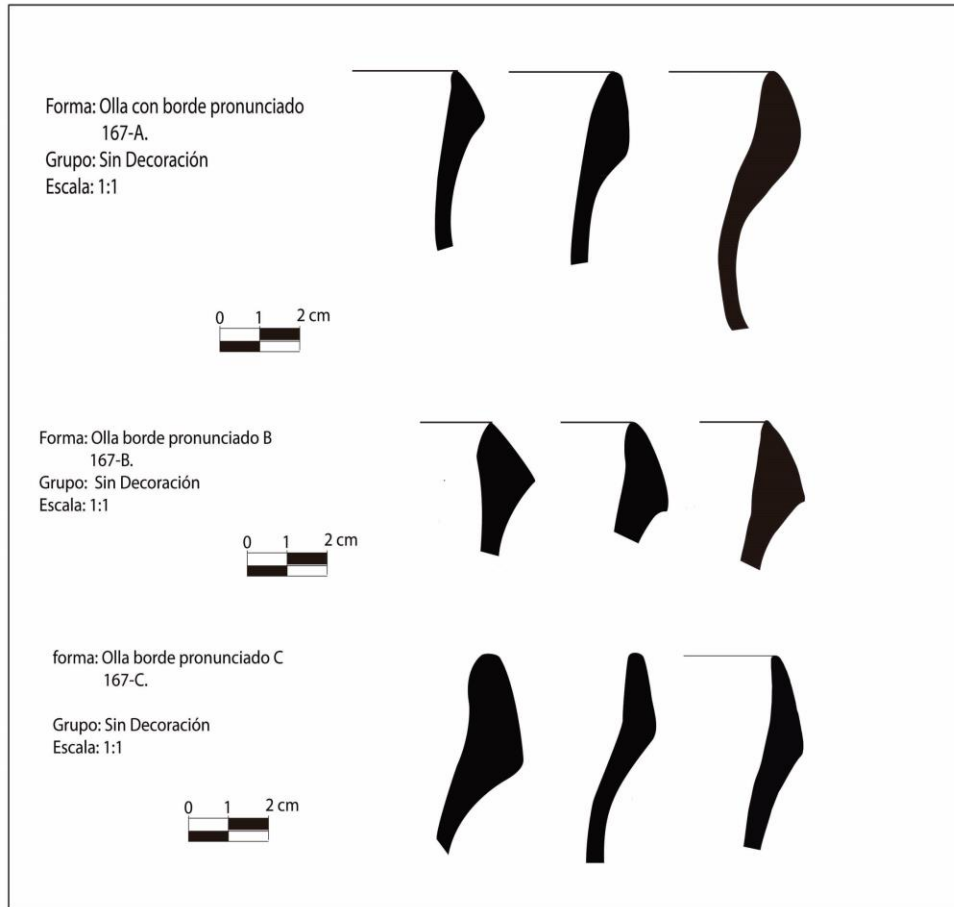 Forma: Olla con borde pronunciado
167-A.
Grupo: Sin Decoración
Escala: 1:1
0 1 2 cm
Forma: Olla borde pronunciado B
167-B.
Grupo: Sin Decoración
Escala: 1:1
0 1 2 cm
forma: Olla borde pronunciado C
167-C.
Grupo: Sin Decoración
Escala: 1:1
0 1 2 cm